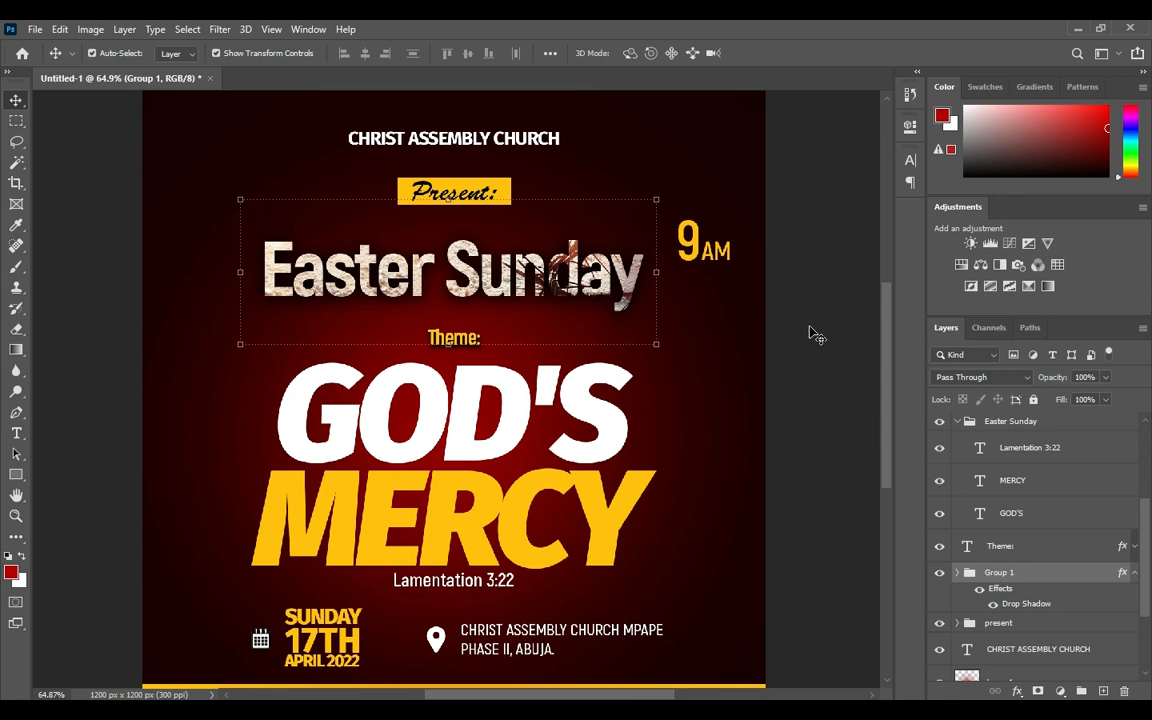 Ps File Edit Image Layer Type Select Filter 3D View Window Help
Auto-Select: Layer Show Transform Controls 3D Mode:
Untitled-1 @ 64.9% (Group 1, RGB/8) *
CHRIST ASSEMBLY CHURCH
Present:
Easter Sunday
9AM
Theme:
GOD'S
MERCY
Lamentation 3:22
SUNDAY
17TH
APRIL 2022
CHRIST ASSEMBLY CHURCH MPAPE
PHASE II, ABUJA.
64.87% 1200 px x 1200 px (300 ppi)
Color Swatches Gradients Patterns
Adjustments
Add an adjustment
Layers Channels Paths
Kind
Pass Through Opacity: 100%
Lock: Fill: 100%
Easter Sunday
Lamentation 3:22
MERCY
GOD'S
Theme: fx
Group 1 fx
Effects
Drop Shadow
present
CHRIST ASSEMBLY CHURCH
fx